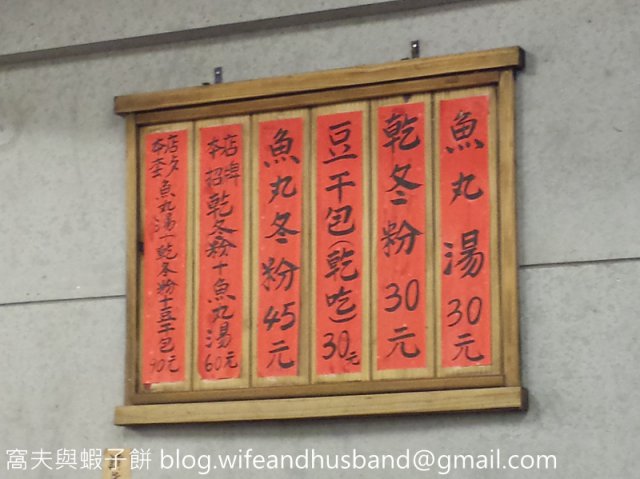 魚丸湯30元
乾冬粉30元
豆干包(乾吃)30元
魚丸冬粉45元
本店招牌乾冬粉+魚丸湯60元
本店 魚丸湯+乾冬粉+豆干包90元
窩夫與蝦子餅 blog.wifeandhusband@gmail.com